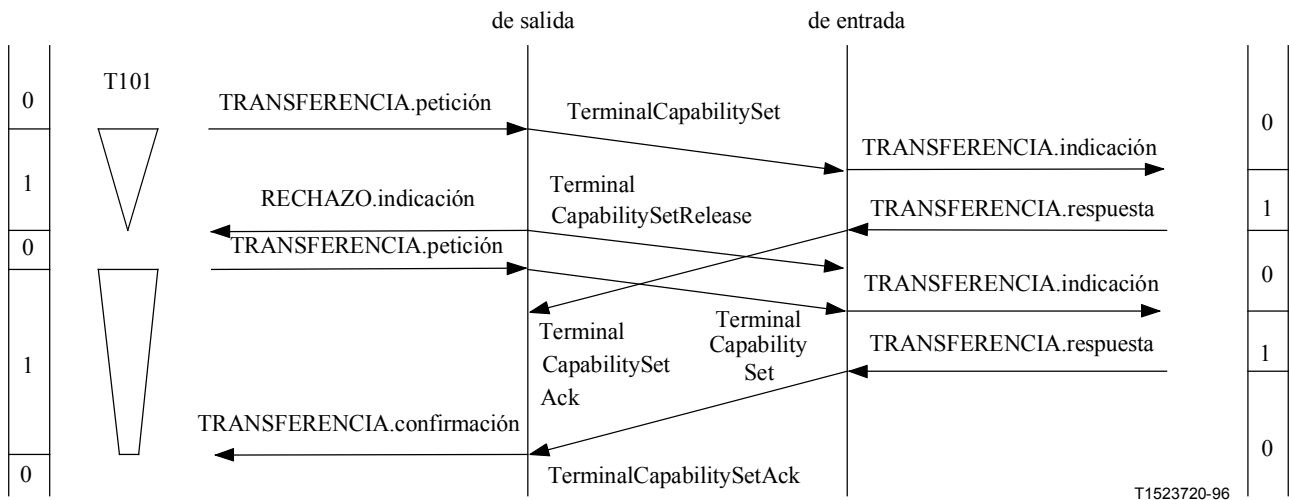 de salida
de entrada
T101
0
TRANSFERENCIA.petición
TerminalCapabilitySet
0
TRANSFERENCIA.indicación
1
RECHAZO.indicación
Terminal
CapabilitySetRelease
TRANSFERENCIA.respuesta
1
0
TRANSFERENCIA.petición
0
TRANSFERENCIA.indicación
Terminal
CapabilitySet
Ack
Terminal
Capability
Set
TRANSFERENCIA.respuesta
1
1
TRANSFERENCIA.confirmación
0
0
TerminalCapabilitySetAck
T1523720-96